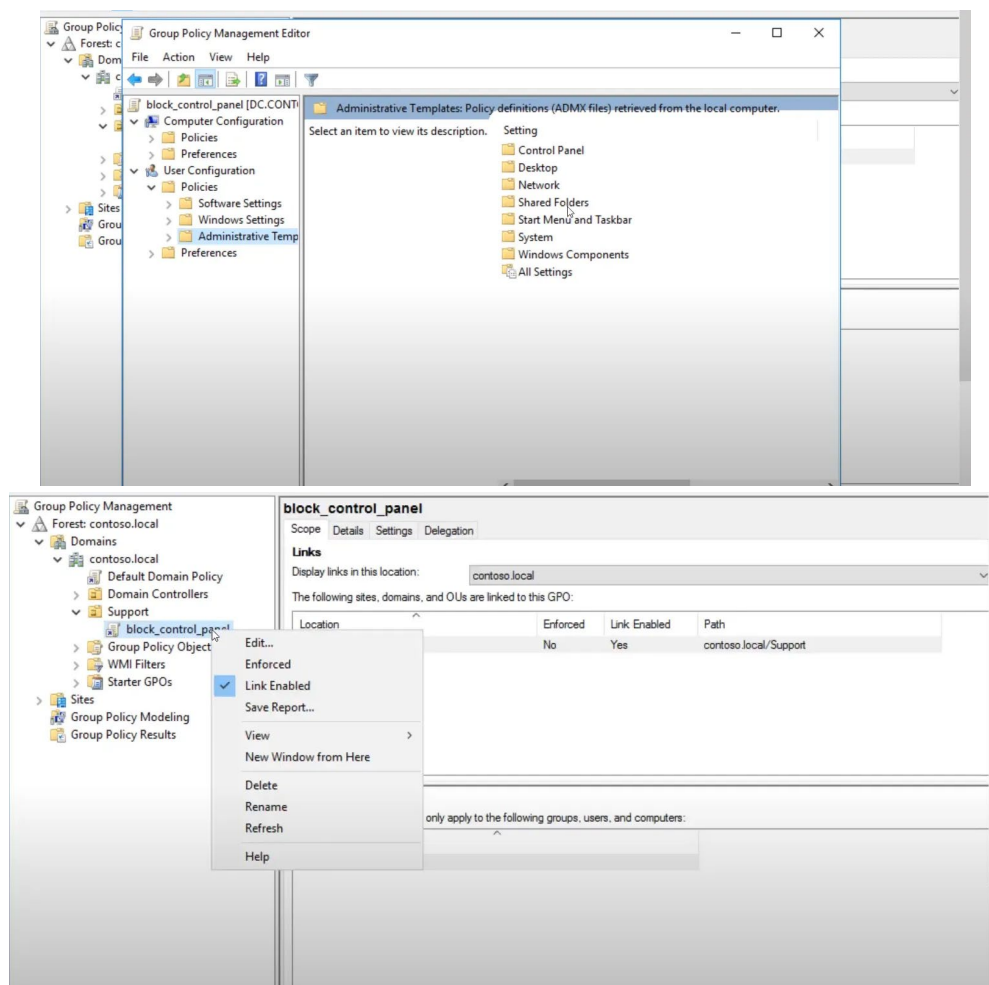 Group Policy
Group Policy Management Editor
Forest: c
File Action View Help
Dom
c
block_control_panel [DC.CONT
Administrative Templates: Policy definitions (ADMX files) retrieved from the local computer.
Computer Configuration
Select an item to view its description.
Setting
Policies
Control Panel
Preferences
Desktop
User Configuration
Network
Policies
Shared Folders
Software Settings
Sites
Start Menu and Taskbar
Windows Settings
Grou
System
Administrative Temp
Grou
Windows Components
Preferences
All Settings
Group Policy Management
Forest: contoso.local
Domains
contoso.local
Default Domain Policy
Domain Controllers
Support
block_control_panel
Group Policy Object
WMI Filters
Starter GPOs
Sites
Group Policy Modeling
Group Policy Results
block_control_panel
Scope Details Settings Delegation
Links
Display links in this location:
contoso.local
The following sites, domains, and OUs are linked to this GPO:
Location Enforced Link Enabled Path
No Yes contoso.local/Support
Edit...
Enforced
Link Enabled
Save Report...
View
New Window from Here
Delete
Rename
Refresh
Help
only apply to the following groups, users, and computers: